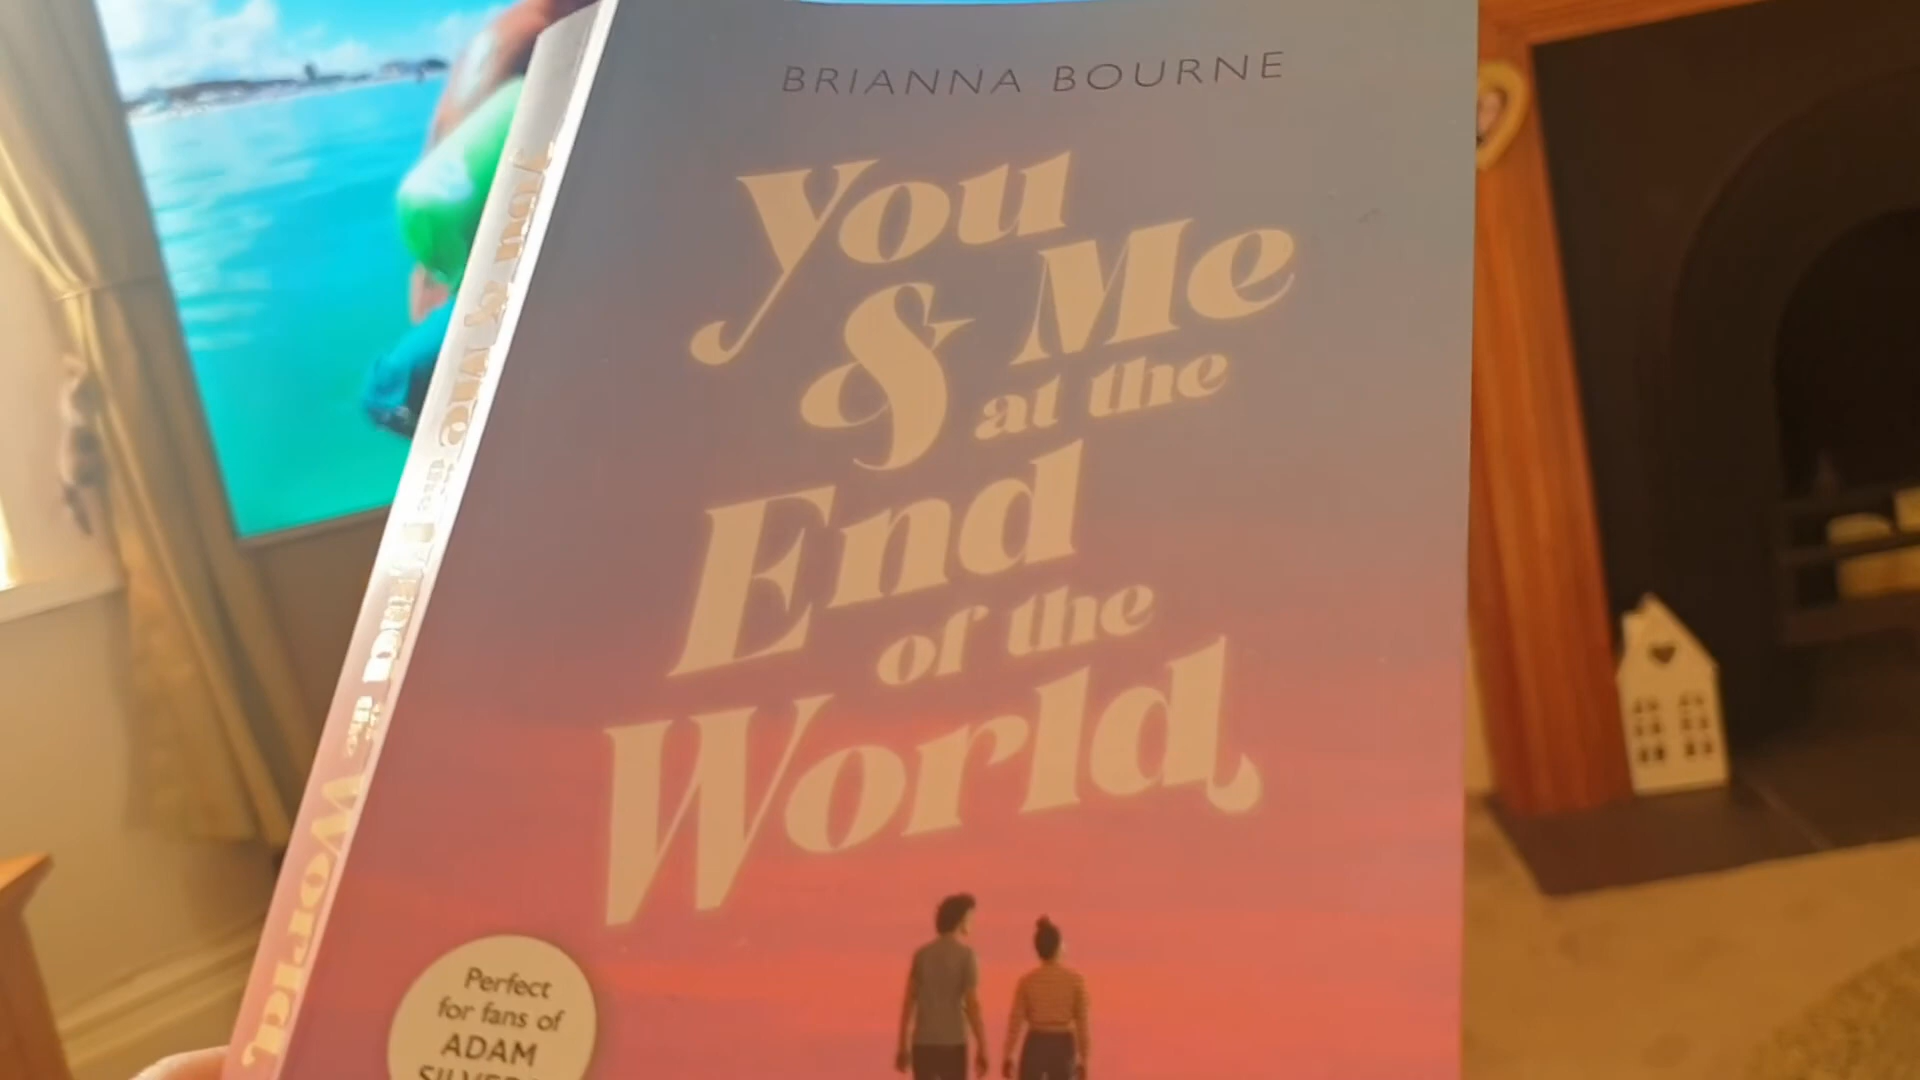 BRIANNA BOURNE
you
& Me
at the
End
of the
World
Perfect
for fans of
ADAM
you & Me at the End of the World